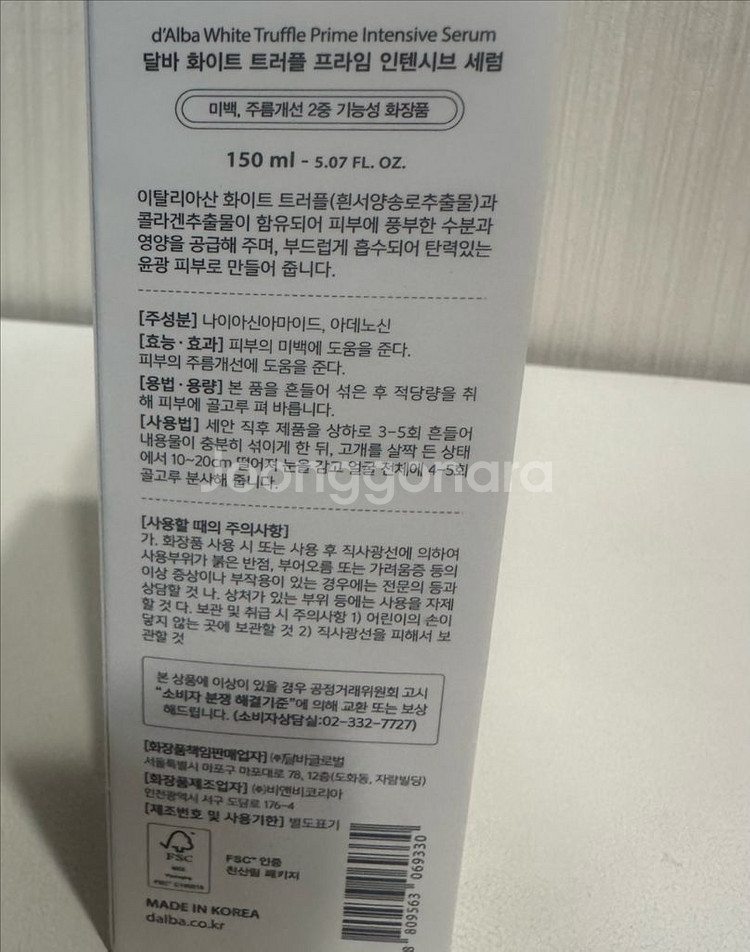 d'Alba White Truffle Prime Intensive Serum
달바 화이트 트러플 프라임 인텐시브 세럼
미백, 주름개선 2중 기능성 화장품
150 ml - 5.07 FL. OZ.
이탈리아산 화이트 트러플(흰서양송로추출물)과
콜라겐추출물이 함유되어 피부에 풍부한 수분과
영양을 공급해 주며, 부드럽게 흡수되어 탄력있는
윤광 피부로 만들어 줍니다.
[주성분] 나이아신아마이드, 아데노신
[효능·효과] 피부의 미백에 도움을 준다.
피부의 주름개선에 도움을 준다.
[용법·용량] 본 품을 흔들어 섞은 후 적당량을 취
해 피부에 골고루 펴 바릅니다.
[사용법] 세안 직후 제품을 상하로 3-5회 흔들어
내용물이 충분히 섞이게 한 뒤, 고개를 살짝 든 상태
에서 10~20cm 떨어져 눈을 감고 얼굴 전체에 4-5회
골고루 분사해 줍니다.
Joonggonara
[사용할 때의 주의사항]
가. 화장품 사용 시 또는 사용 후 직사광선에 의하여
사용부위가 붉은 반점, 부어오름 또는 가려움증 등의
이상 증상이나 부작용이 있는 경우에는 전문의 등과
상담할 것 나. 상처가 있는 부위 등에는 사용을 자제
할 것 다. 보관 및 취급 시 주의사항 1) 어린이의 손이
닿지 않는 곳에 보관할 것 2) 직사광선을 피해서 보
관할 것
본 상품에 이상이 있을 경우 공정거래위원회 고시
"소비자 분쟁 해결기준"에 의해 교환 또는 보상
해드립니다. (소비자상담실:02-332-7727)
[화장품책임판매업자] ㈜달바글로벌
서울특별시 마포구 마포대로 78, 12층(도화동, 자람빌딩)
[화장품제조업자] ㈜비앤비코리아
인천광역시 서구 도담로 176-4
[제조번호 및 사용기한] 별도표기
FSC
MIX
Packaging
FSC™ 인증
친산림 패키지
MADE IN KOREA
dalba.co.kr
8 809563 069330